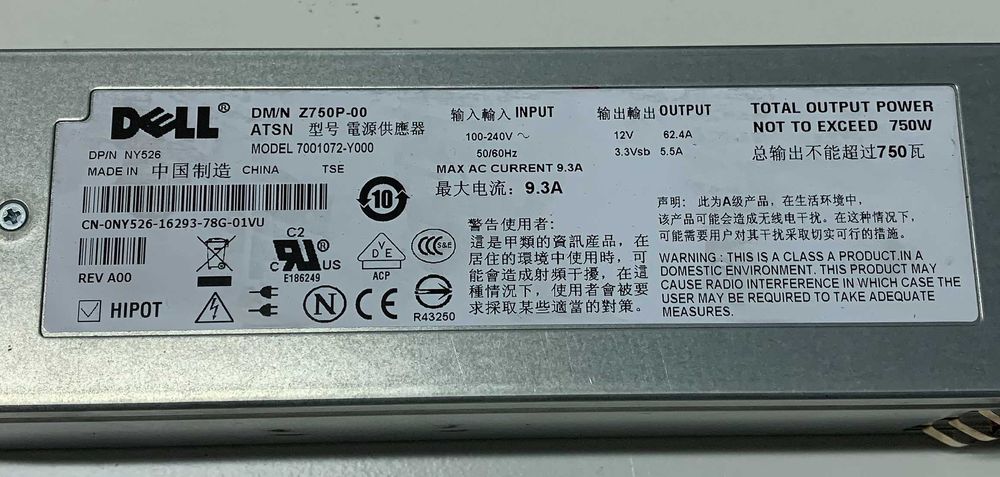 DELL®
DM/N Z750P-00
ATSN 型号 電源供應器
MODEL 7001072-Y000
DP/N NY526
MADE IN 中国制造 CHINA TSE
CN-0NY526-16293-78G-01VU
REV A00
HIPOT
10
C2
C UL US ®
E186249
VDE
ACP
CCC S&E
N
CE
R43250
输入輸入 INPUT
100-240V ～
50/60Hz
MAX AC CURRENT 9.3A
最大电流：9.3A
输出輸出 OUTPUT
12V 62.4A
3.3Vsb 5.5A
TOTAL OUTPUT POWER
NOT TO EXCEED 750W
总输出不能超过750瓦
警告使用者：
這是甲類的資訊産品，在
居住的環境中使用時，可
能會造成射頻干擾，在這
種情況下，使用者會被要
求採取某些適當的對策。
声明：此为A级产品，在生活环境中，
该产品可能会造成无线电干扰。在这种情况下，
可能需要用户对其干扰采取切实可行的措施。
WARNING : THIS IS A CLASS A PRODUCT.IN A
DOMESTIC ENVIRONMENT. THIS PRODUCT MAY
CAUSE RADIO INTERFERENCE IN WHICH CASE THE
USER MAY BE REQUIRED TO TAKE ADEQUATE
MEASURES.